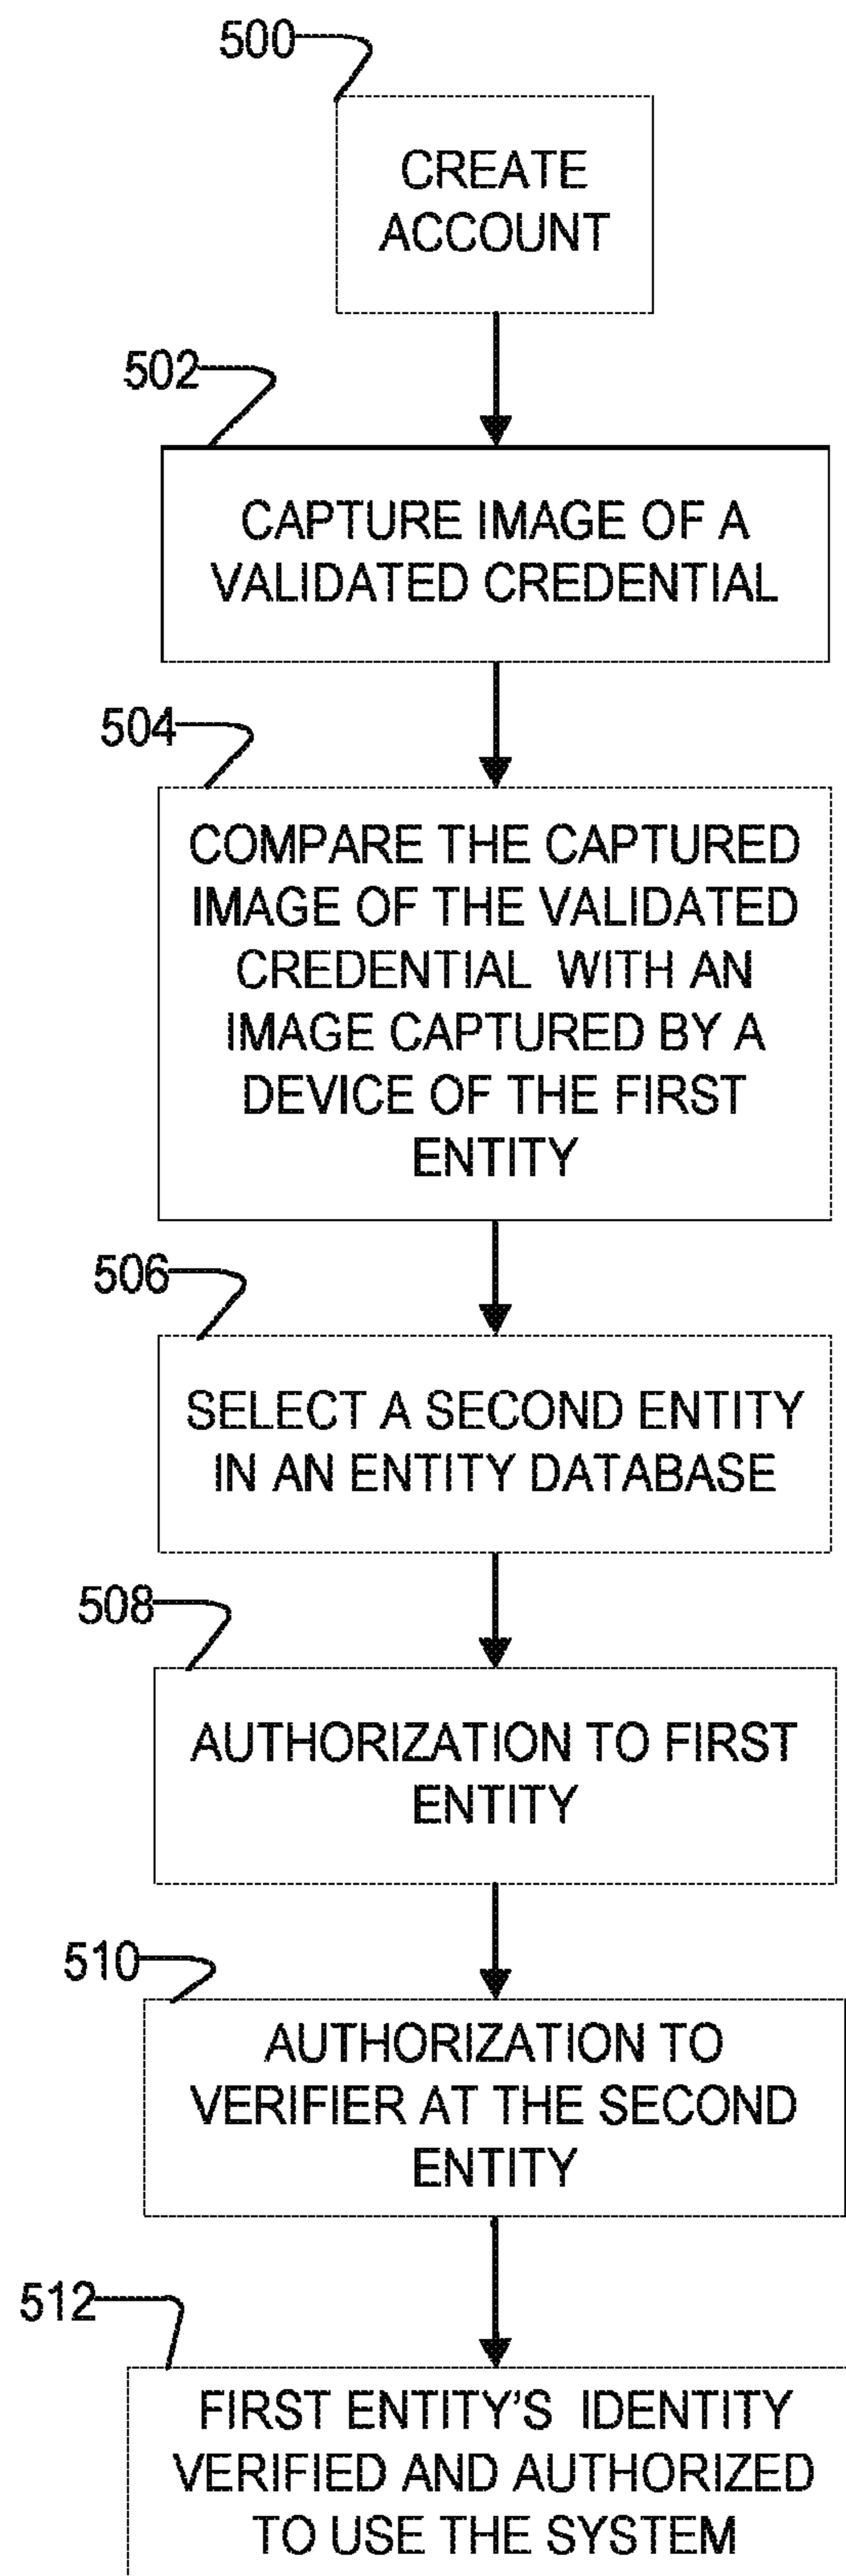 500
CREATE
ACCOUNT
502
CAPTURE IMAGE OF A
VALIDATED CREDENTIAL
504
COMPARE THE CAPTURED
IMAGE OF THE VALIDATED
CREDENTIAL WITH AN
IMAGE CAPTURED BY A
DEVICE OF THE FIRST
ENTITY
506
SELECT A SECOND ENTITY
IN AN ENTITY DATABASE
508
AUTHORIZATION TO FIRST
ENTITY
510
AUTHORIZATION TO
VERIFIER AT THE SECOND
ENTITY
512
FIRST ENTITY'S IDENTITY
VERIFIED AND AUTHORIZED
TO USE THE SYSTEM